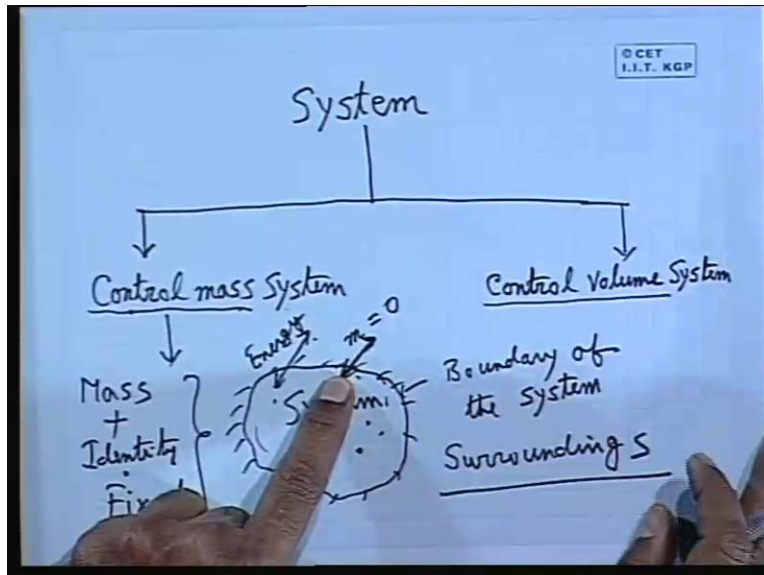 © CET
I.I.T. KGP
System
Control mass System
Control Volume System
Energy
m = 0
Mass
+
Identity
Boundary of
the System
Surroundings